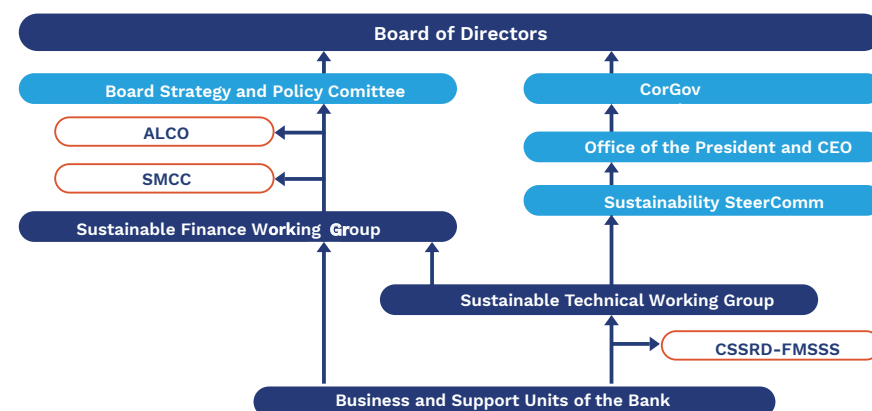 Board of Directors
Board Strategy and Policy Comittee
CorGov
ALCO
Office of the President and CEO
SMCC
Sustainability SteerComm
Sustainable Finance Working Group
Sustainable Technical Working Group
CSSRD-FMSSS
Business and Support Units of the Bank